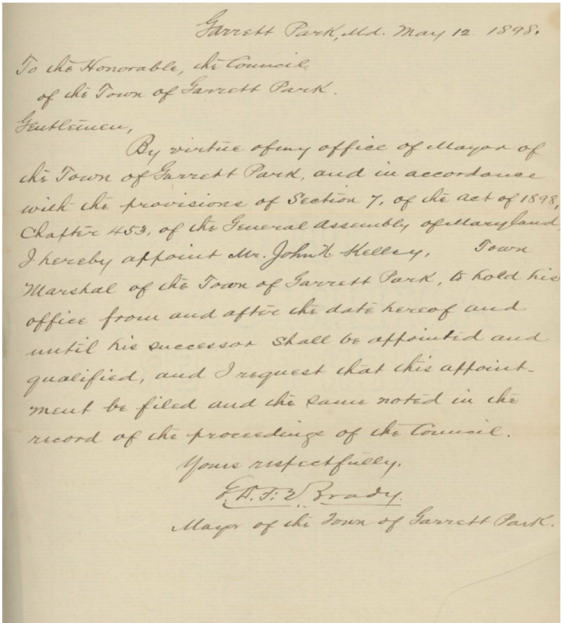 Garrett Park, Md. May 12 1898.
To the Honorable, the Council
of the Town of Garrett Park.
Gentlemen,
By virtue of my office of Mayor of
the Town of Garrett Park, and in accordance
with the provisions of Section 7, of the Act of 1898,
Chapter 453, of the General Assembly of Maryland,
I hereby appoint Mr. John Kelley, Town
Marshal of the Town of Garrett Park, to hold his
office from and after the date hereof and
until his successor shall be appointed and
qualified, and I request that this appoint-
ment be filed and the same noted in the
record of the proceedings of the Council.
Yours respectfully,
Brady.
Mayor of the Town of Garrett Park.